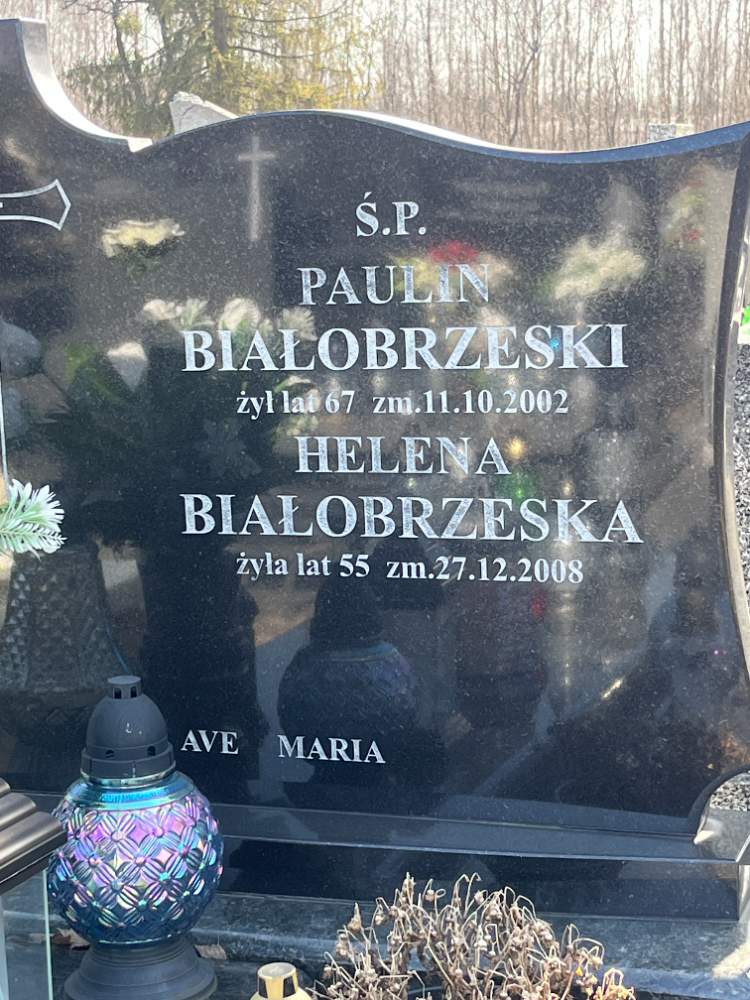 Ś.P.
PAULIN
BIAŁOBRZESKI
żył lat 67 zm.11.10.2002
HELENA
BIAŁOBRZESKA
żyła lat 55 zm.27.12.2008
AVE MARIA